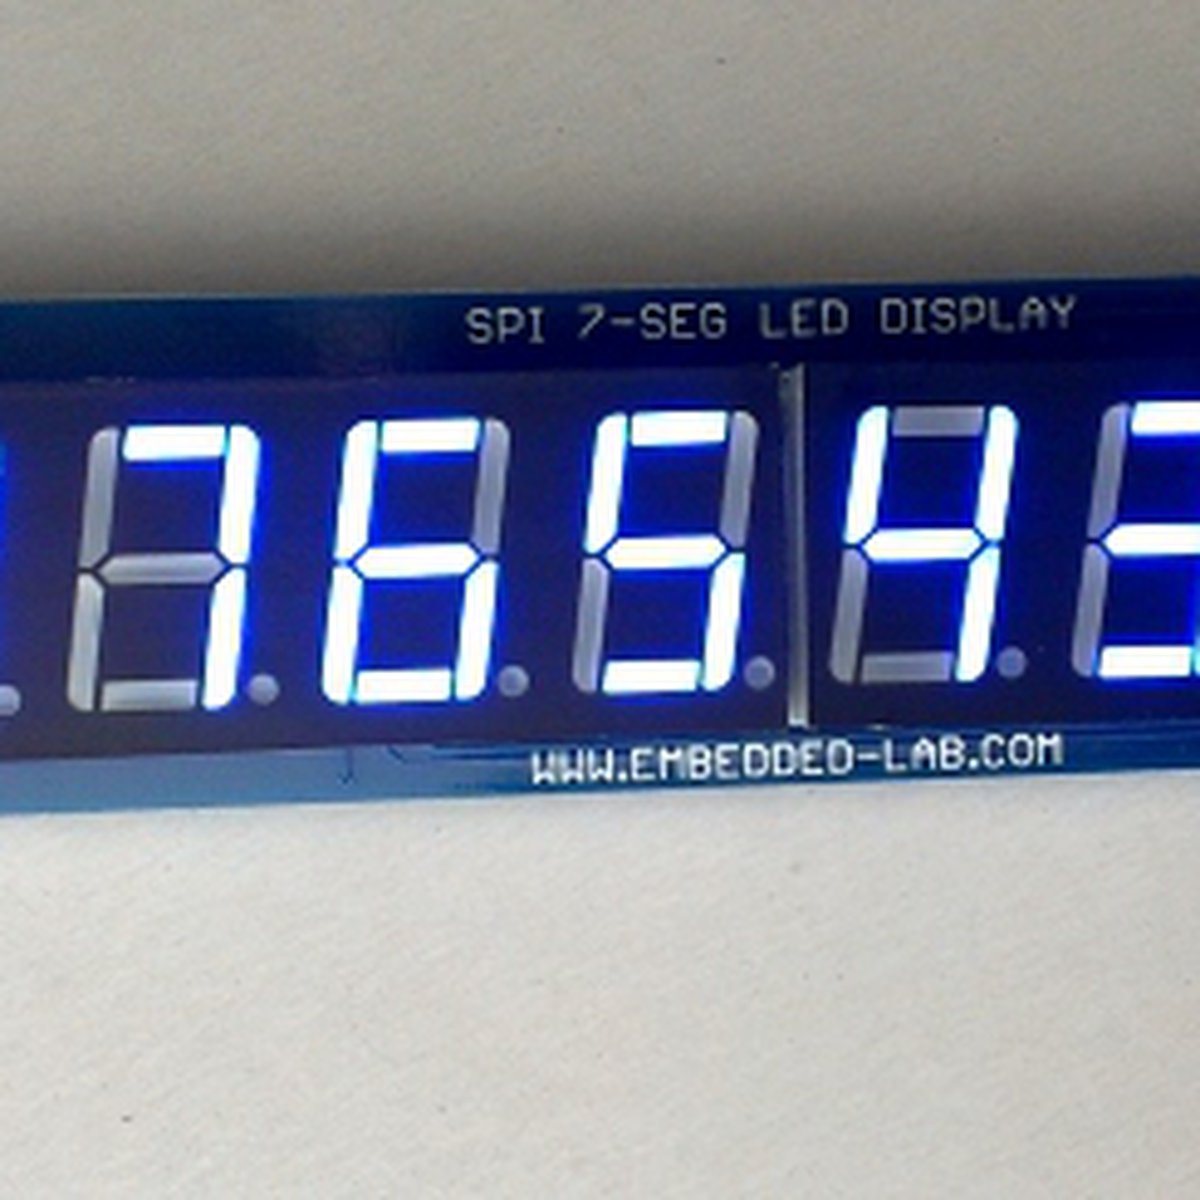 SPI 7-SEG LED DISPLAY
7654
WWW.EMBEDDED-LAB.COM